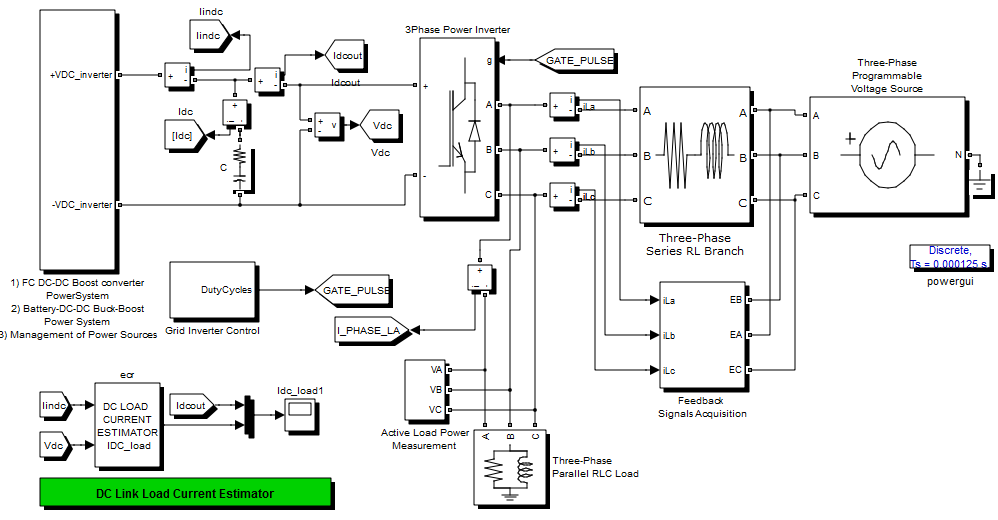 Iindc
Iindc
Idcout
Idcout
+VDC_inverter
i
+
-
i
+
-
+
-
i
Idc
[Idc]
C
+
-
v
Vdc
Vdc
-VDC_inverter
3Phase Power Inverter
g
+
-
A
B
C
GATE_PULSE
i
+
-
iLa
i
+
-
iLb
i
+
-
iLc
A
B
C
A
B
C
Three-Phase
Series RL Branch
Three-Phase
Programmable
Voltage Source
A
B
C
N
+
Discrete,
Ts = 0.000125 s.
powergui
1) FC DC-DC Boost converter
PowerSystem
2) Battery-DC-DC Buck-Boost
Power System
3) Management of Power Sources
DutyCycles
Grid Inverter Control
GATE_PULSE
+
-
i
I_PHASE_LA
iLa
iLb
iLc
EB
EA
EC
Feedback
Signals Acquisition
VA
VB
VC
Active Load Power
Measurement
A
B
C
Three-Phase
Parallel RLC Load
Iindc
Vdc
DC LOAD
CURRENT
ESTIMATOR
IDC_load
Idcout
Idc_load1
DC Link Load Current Estimator